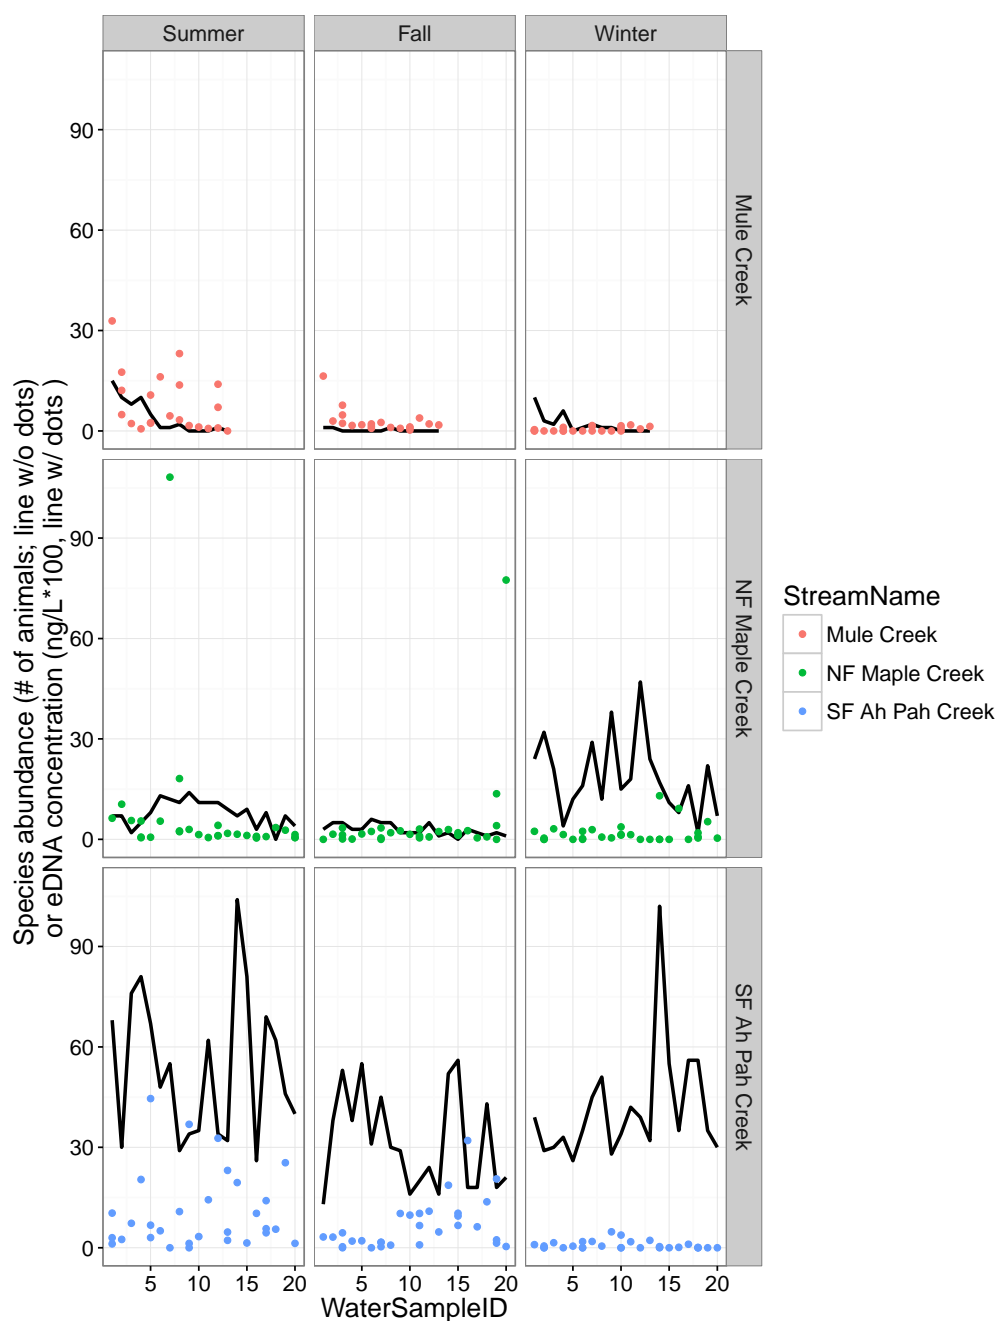 Summer Fall Winter
90
60
30
0
Mule Creek
90
60
30
0
NF Maple Creek
90
60
30
0
SF Ah Pah Creek
5 10 15 20 5 10 15 20 5 10 15 20
WaterSampleID
Species abundance (# of animals; line w/o dots)
or eDNA concentration (ng/L*100, line w/ dots )
StreamName
Mule Creek
NF Maple Creek
SF Ah Pah Creek